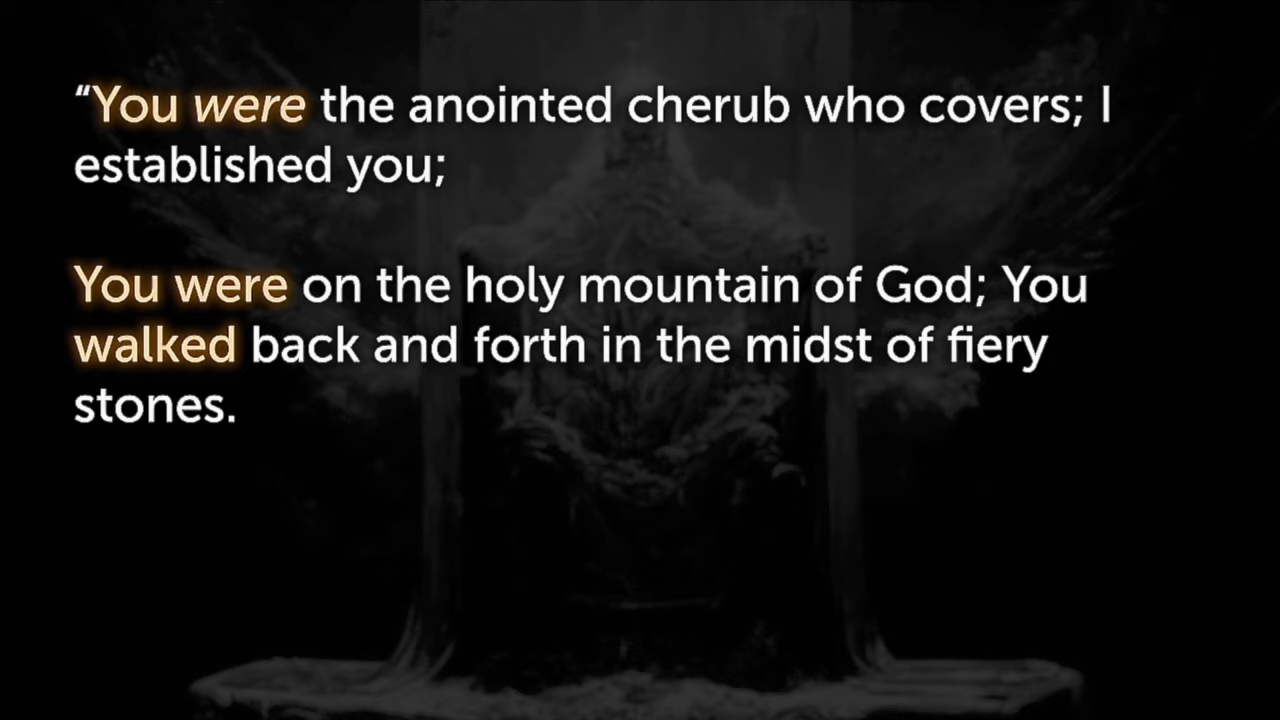 “You were the anointed cherub who covers; I
established you;
You were on the holy mountain of God; You
walked back and forth in the midst of fiery
stones.